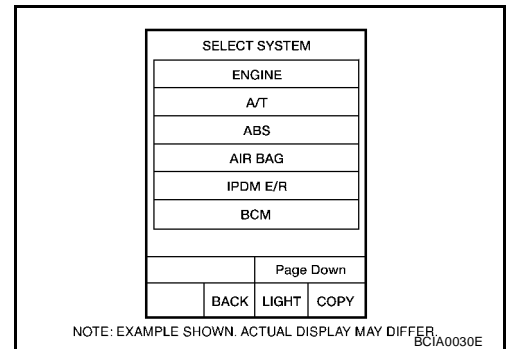 SELECT SYSTEM
ENGINE
A/T
ABS
AIR BAG
IPDM E/R
BCM
Page Down
BACK LIGHT COPY
NOTE: EXAMPLE SHOWN. ACTUAL DISPLAY MAY DIFFER.
BCIA0030E